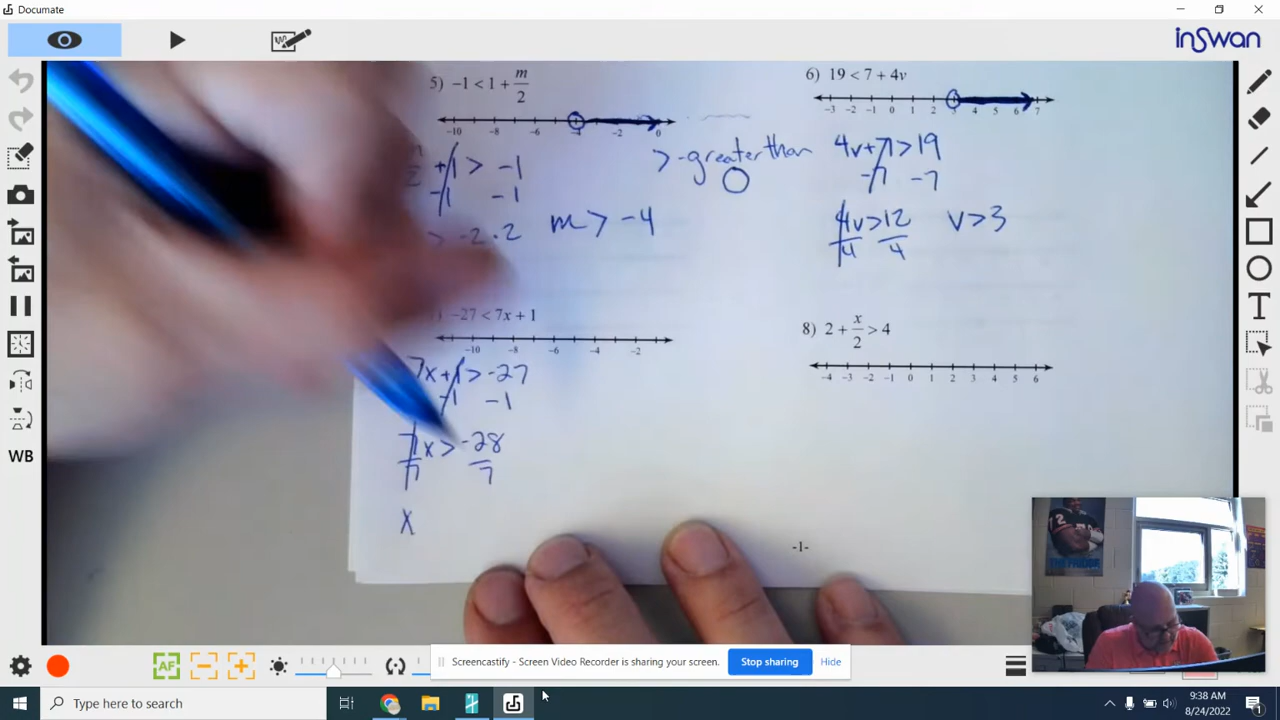 Documate
inSwan
5) -1 < 1 + m/2
-10 -8 -6 -4 -2 0
+1 > -1
-1 -1
> -2 · 2 m > -4
> - greater than
6) 19 < 7 + 4v
-3 -2 -1 0 1 2 3 4 5 6 7
4v + 7 > 19
-7 -7
4v > 12 v > 3
4 4
-27 < 7x + 1
-10 -8 -6 -4 -2
7x + 1 > -27
-1 -1
7x > -28
7 7
x
8) 2 + x/2 > 4
-4 -3 -2 -1 0 1 2 3 4 5 6
-1-
T
WB
72
THE FRIDGE
AF
Screencastify - Screen Video Recorder is sharing your screen. Stop sharing Hide
Type here to search
9:38 AM
8/24/2022
1